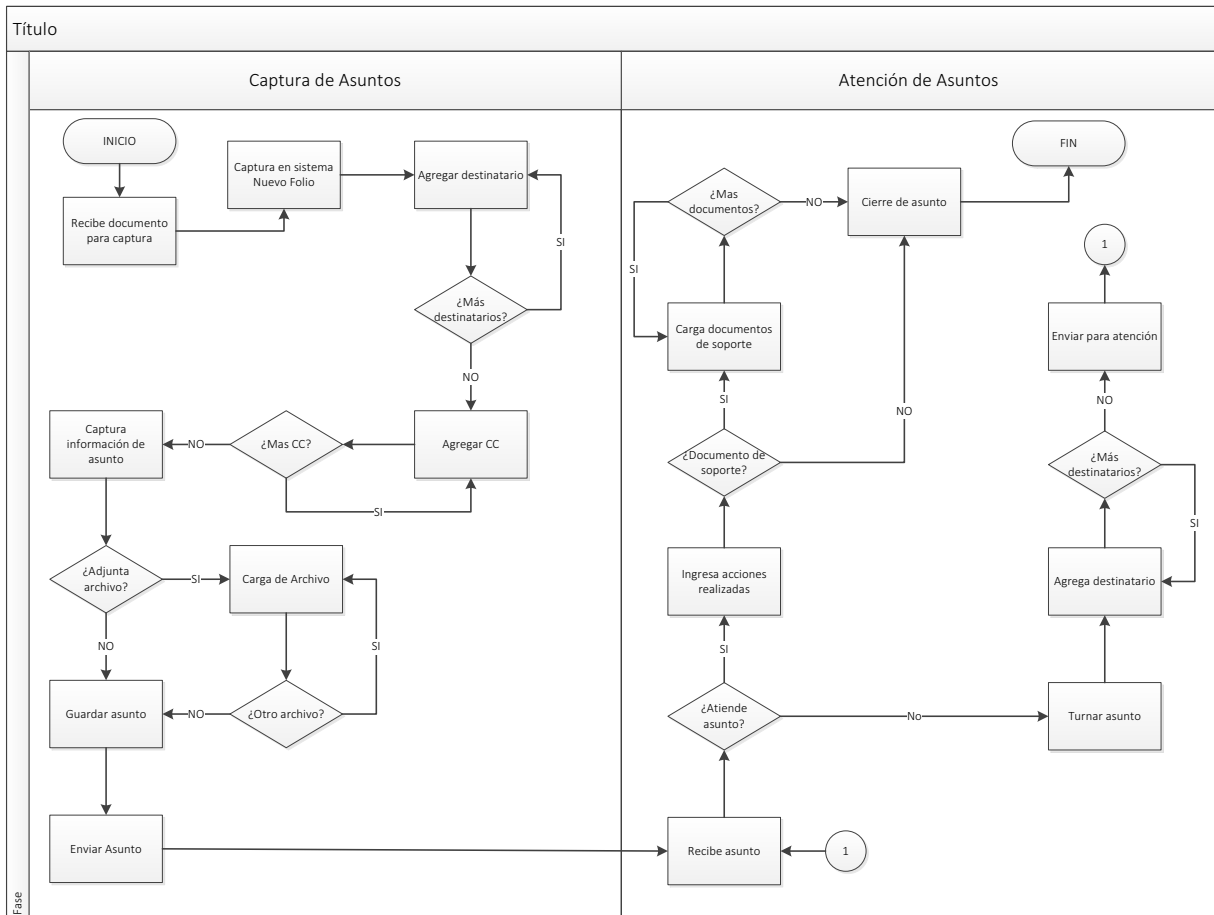 Título
Fase
Captura de Asuntos
Atención de Asuntos
INICIO
Recibe documento
para captura
Captura en sistema
Nuevo Folio
Agregar destinatario
SI
¿Más
destinatarios?
NO
Agregar CC
¿Mas CC?
SI
NO
Captura
información de
asunto
¿Adjunta
archivo?
SI
Carga de Archivo
SI
NO
¿Otro archivo?
NO
Guardar asunto
Enviar Asunto
FIN
¿Mas
documentos?
NO
Cierre de asunto
SI
Carga documentos
de soporte
SI
NO
¿Documento de
soporte?
Ingresa acciones
realizadas
SI
¿Atiende
asunto?
No
Recibe asunto
1
1
Enviar para atención
NO
¿Más
destinatarios?
SI
Agrega destinatario
Turnar asunto